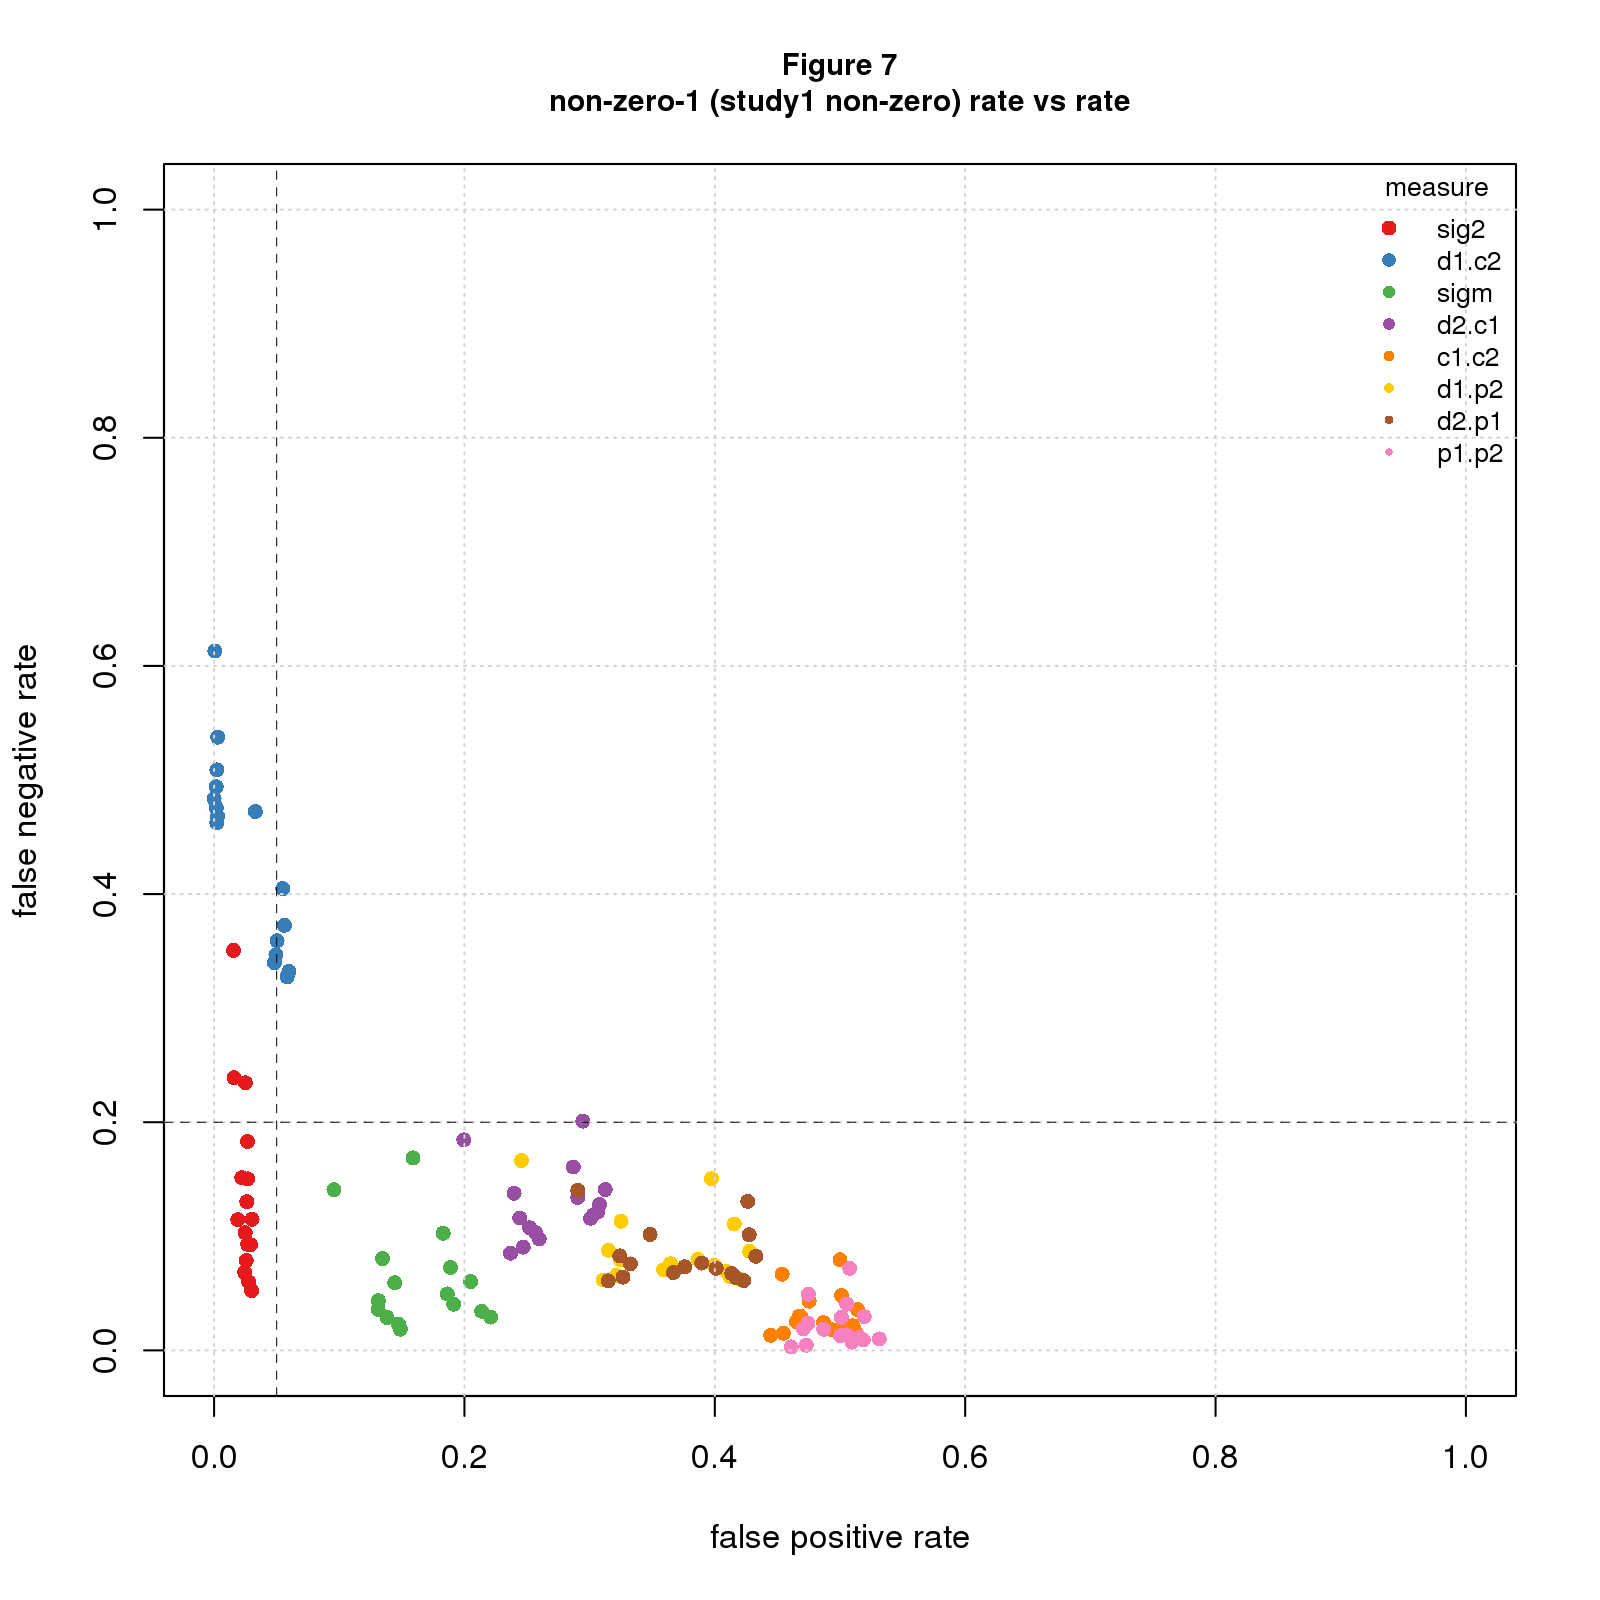 Figure 7
non-zero-1 (study1 non-zero) rate vs rate
measure
sig2
d1.c2
sigm
d2.c1
c1.c2
d1.p2
d2.p1
p1.p2
false negative rate
1.0
0.8
0.6
0.4
0.2
0.0
0.0 0.2 0.4 0.6 0.8 1.0
false positive rate